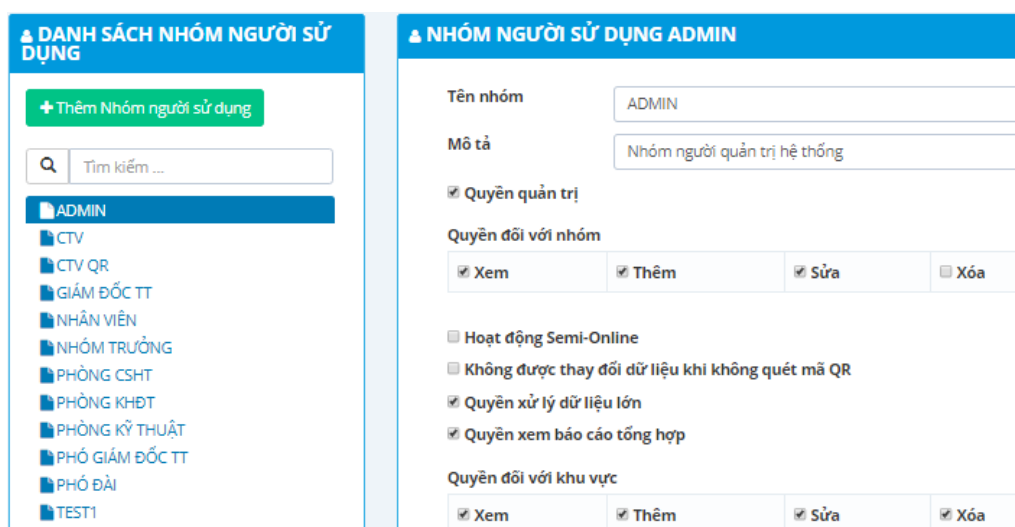 DANH SÁCH NHÓM NGƯỜI SỬ
DỤNG
Thêm Nhóm người sử dụng
Tìm kiếm ...
ADMIN
CTV
CTV QR
GIÁM ĐỐC TT
NHÂN VIÊN
NHÓM TRƯỞNG
PHÒNG CSHT
PHÒNG KHĐT
PHÒNG KỸ THUẬT
PHÓ GIÁM ĐỐC TT
PHÓ ĐÀI
TEST1
NHÓM NGƯỜI SỬ DỤNG ADMIN
Tên nhóm ADMIN
Mô tả Nhóm người quản trị hệ thống
Quyền quản trị
Quyền đối với nhóm
Xem Thêm Sửa Xóa
Hoạt động Semi-Online
Không được thay đổi dữ liệu khi không quét mã QR
Quyền xử lý dữ liệu lớn
Quyền xem báo cáo tổng hợp
Quyền đối với khu vực
Xem Thêm Sửa Xóa